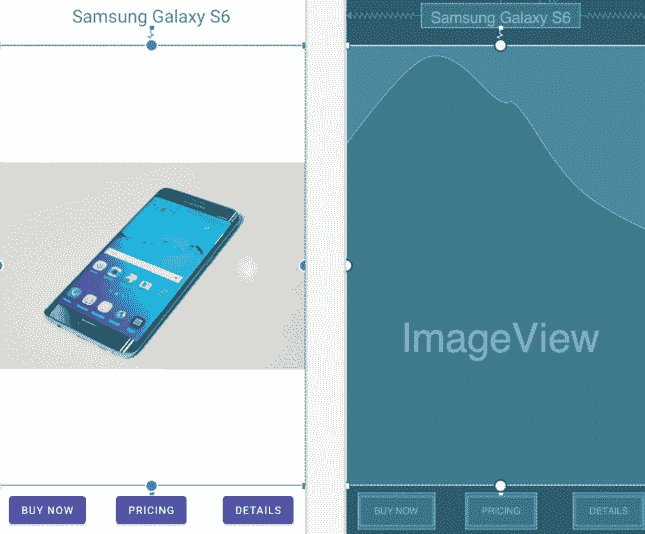 Samsung Galaxy S6
Samsung Galaxy S6
ImageView
BUY NOW
PRICING
DETAILS
BUY NOW
PRICING
DETAILS